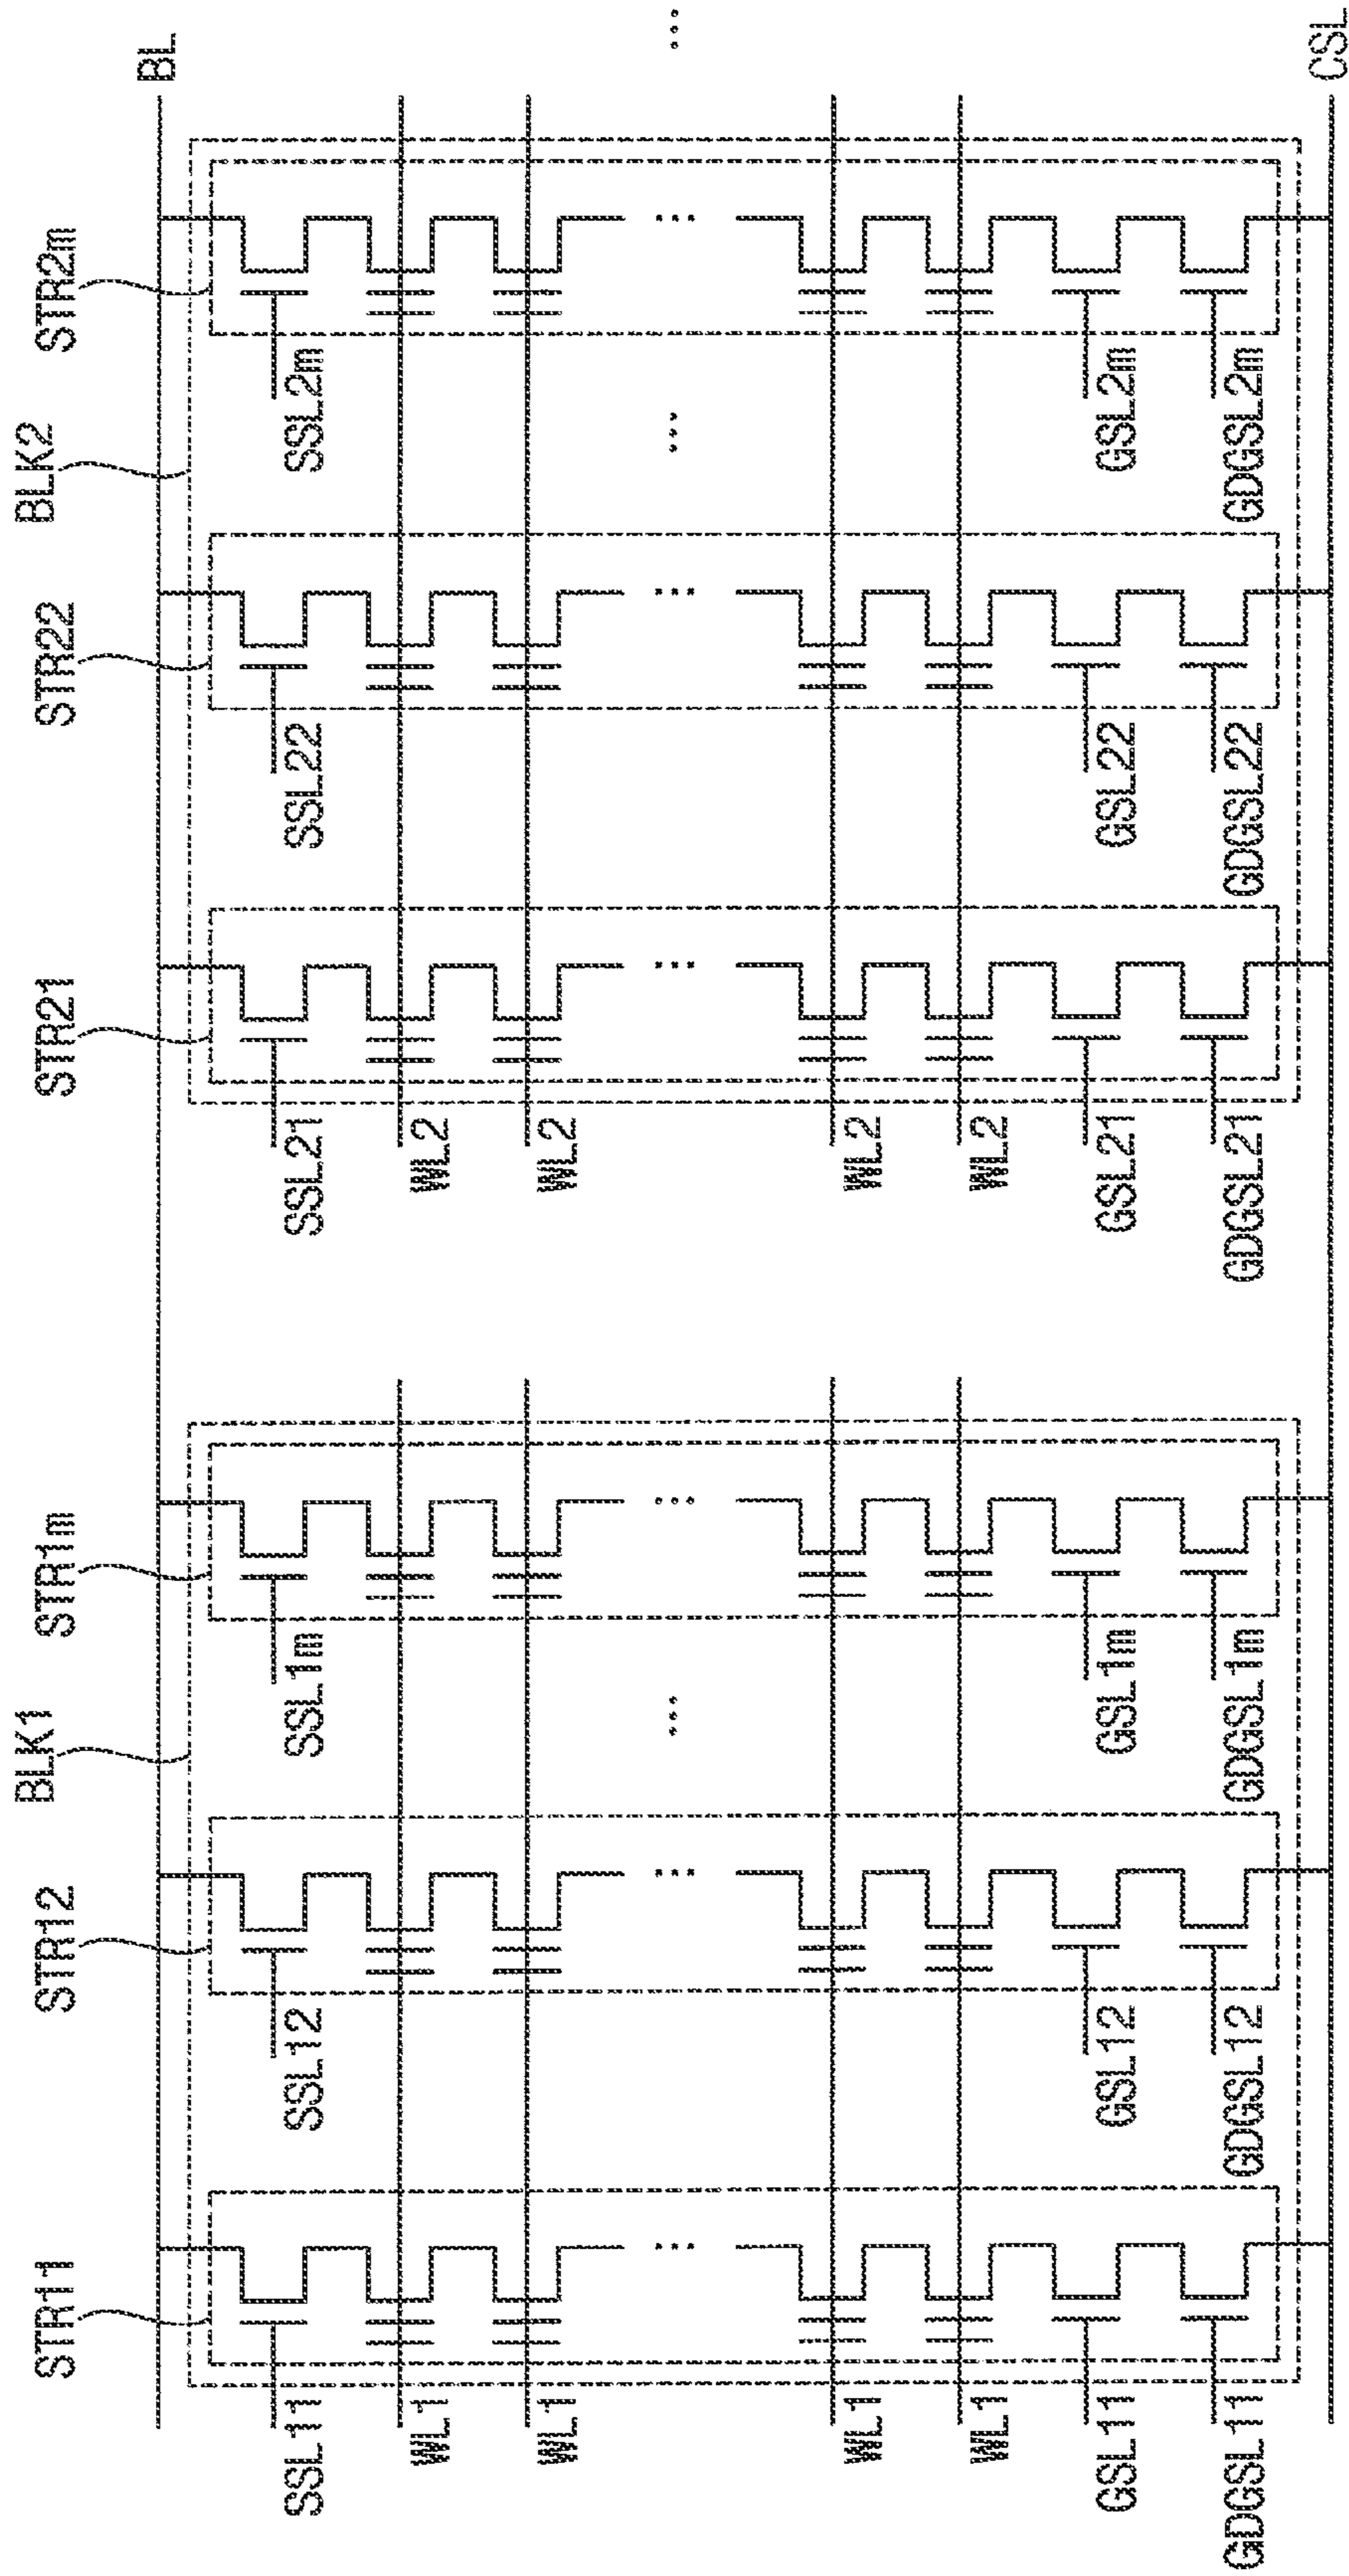 BLK1 BLK2
STR11 STR12 STR1m STR21 STR22 STR2m
BL
SSL11 SSL12 SSL1m SSL21 SSL22 SSL2m
WL1 WL2
WL1 WL2
... ... ...
WL1 WL2
WL1 WL2
GSL11 GSL12 GSL1m GSL21 GSL22 GSL2m
GDGSL11 GDGSL12 GDGSL1m GDGSL21 GDGSL22 GDGSL2m
CSL